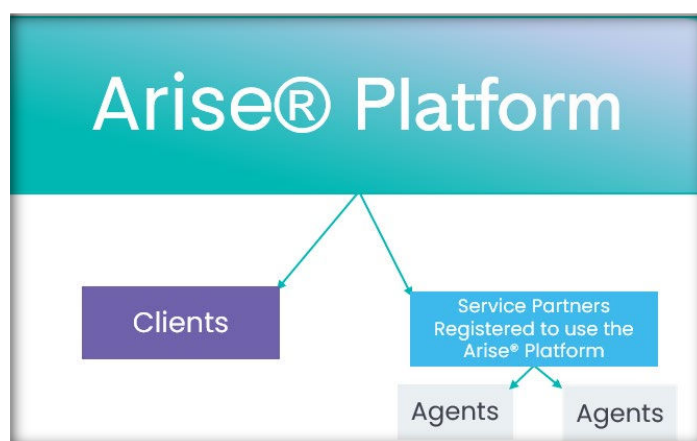 Arise® Platform
Clients
Service Partners
Registered to use the
Arise® Platform
Agents
Agents